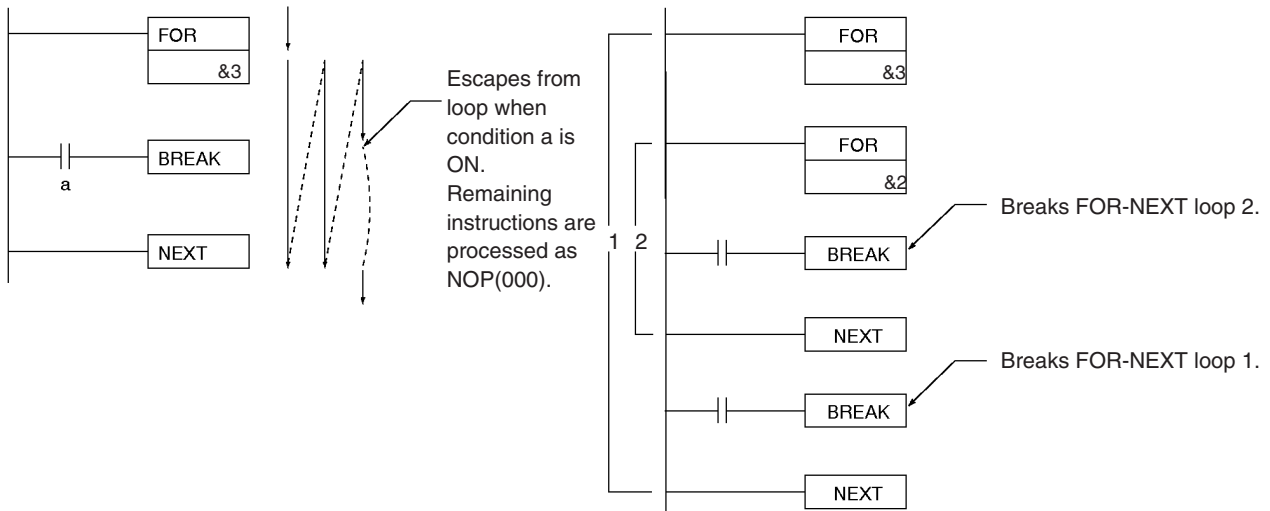 FOR
&3
BREAK
a
NEXT
Escapes from
loop when
condition a is
ON.
Remaining
instructions are
processed as
NOP(000).
1
2
FOR
&3
FOR
&2
BREAK
Breaks FOR-NEXT loop 2.
NEXT
Breaks FOR-NEXT loop 1.
BREAK
NEXT